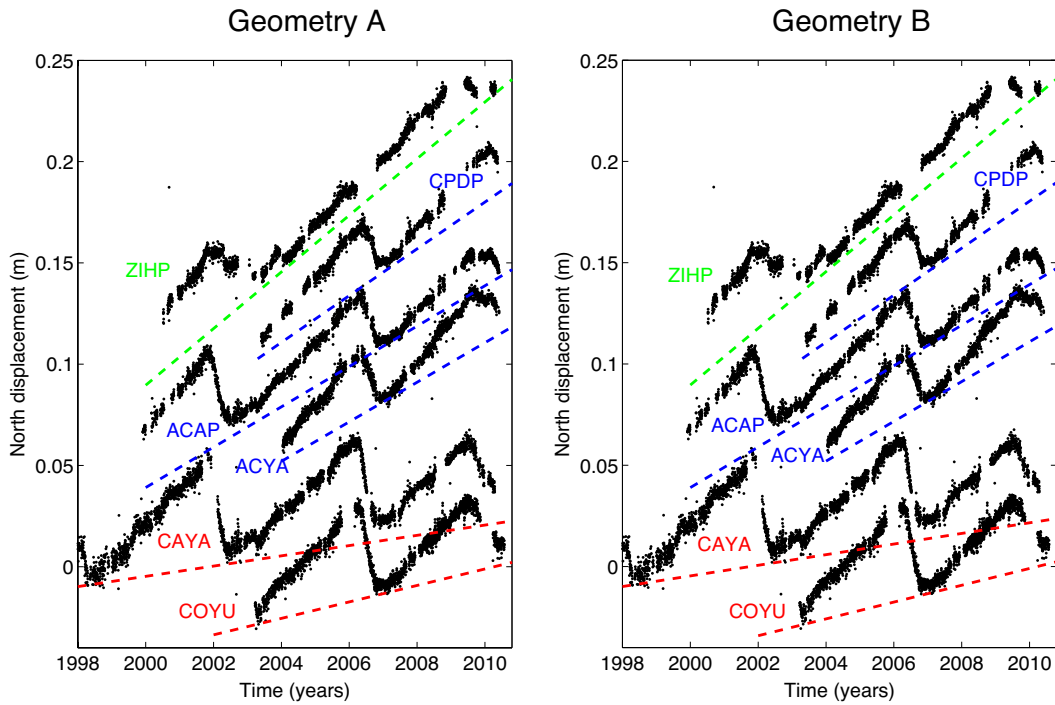 Geometry A
0.25
0.2
0.15
0.1
0.05
0
North displacement (m)
ZIHP
CPDP
ACAP
ACYA
CAYA
COYU
1998
2000
2002
2004
2006
2008
2010
Time (years)
Geometry B
0.25
0.2
0.15
0.1
0.05
0
North displacement (m)
ZIHP
CPDP
ACAP
ACYA
CAYA
COYU
1998
2000
2002
2004
2006
2008
2010
Time (years)